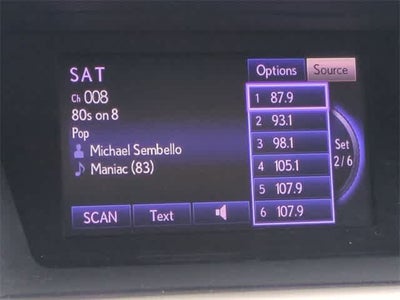 SAT
Options
Source
Ch 008
80s on 8
Pop
Michael Sembello
Maniac (83)
1 87.9
2 93.1
3 98.1
4 105.1
5 107.9
6 107.9
Set
2/6
SCAN
Text